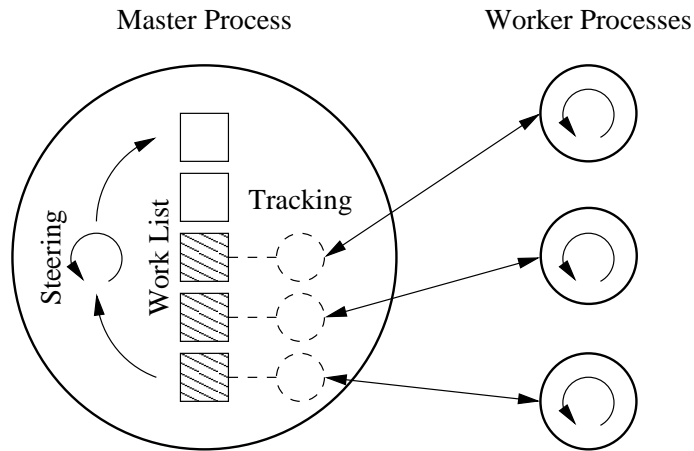 Master Process
Worker Processes
Steering
Work List
Tracking